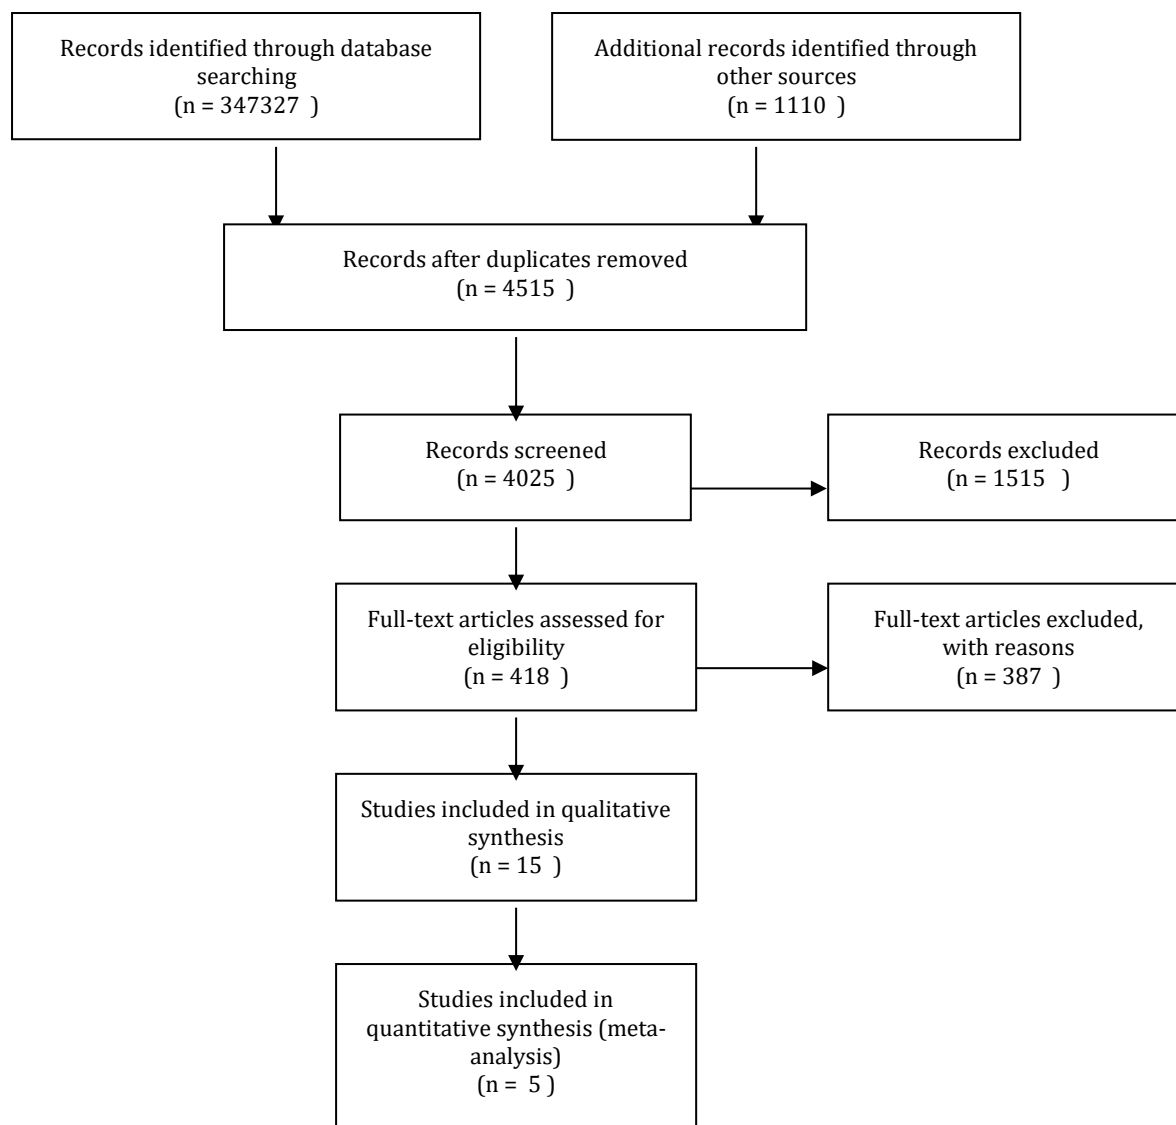 Records identified through database
searching
(n = 347327  )
Additional records identified through
other sources
(n = 1110  )
Records after duplicates removed
(n = 4515  )
Records screened
(n = 4025  )
Records excluded
(n = 1515   )
Full-text articles assessed for
eligibility
(n = 418  )
Full-text articles excluded,
with reasons
(n = 387  )
Studies included in qualitative
synthesis
(n = 15  )
Studies included in
quantitative synthesis (meta-
analysis)
(n =  5 )